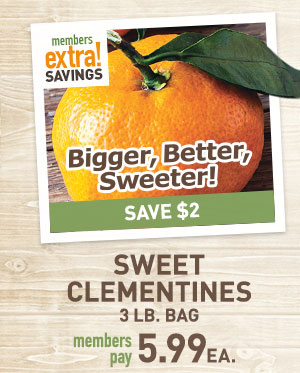 members
extra!
SAVINGS
Bigger, Better,
Sweeter!
SAVE $2
SWEET
CLEMENTINES
3 LB. BAG
members
pay 5.99EA.